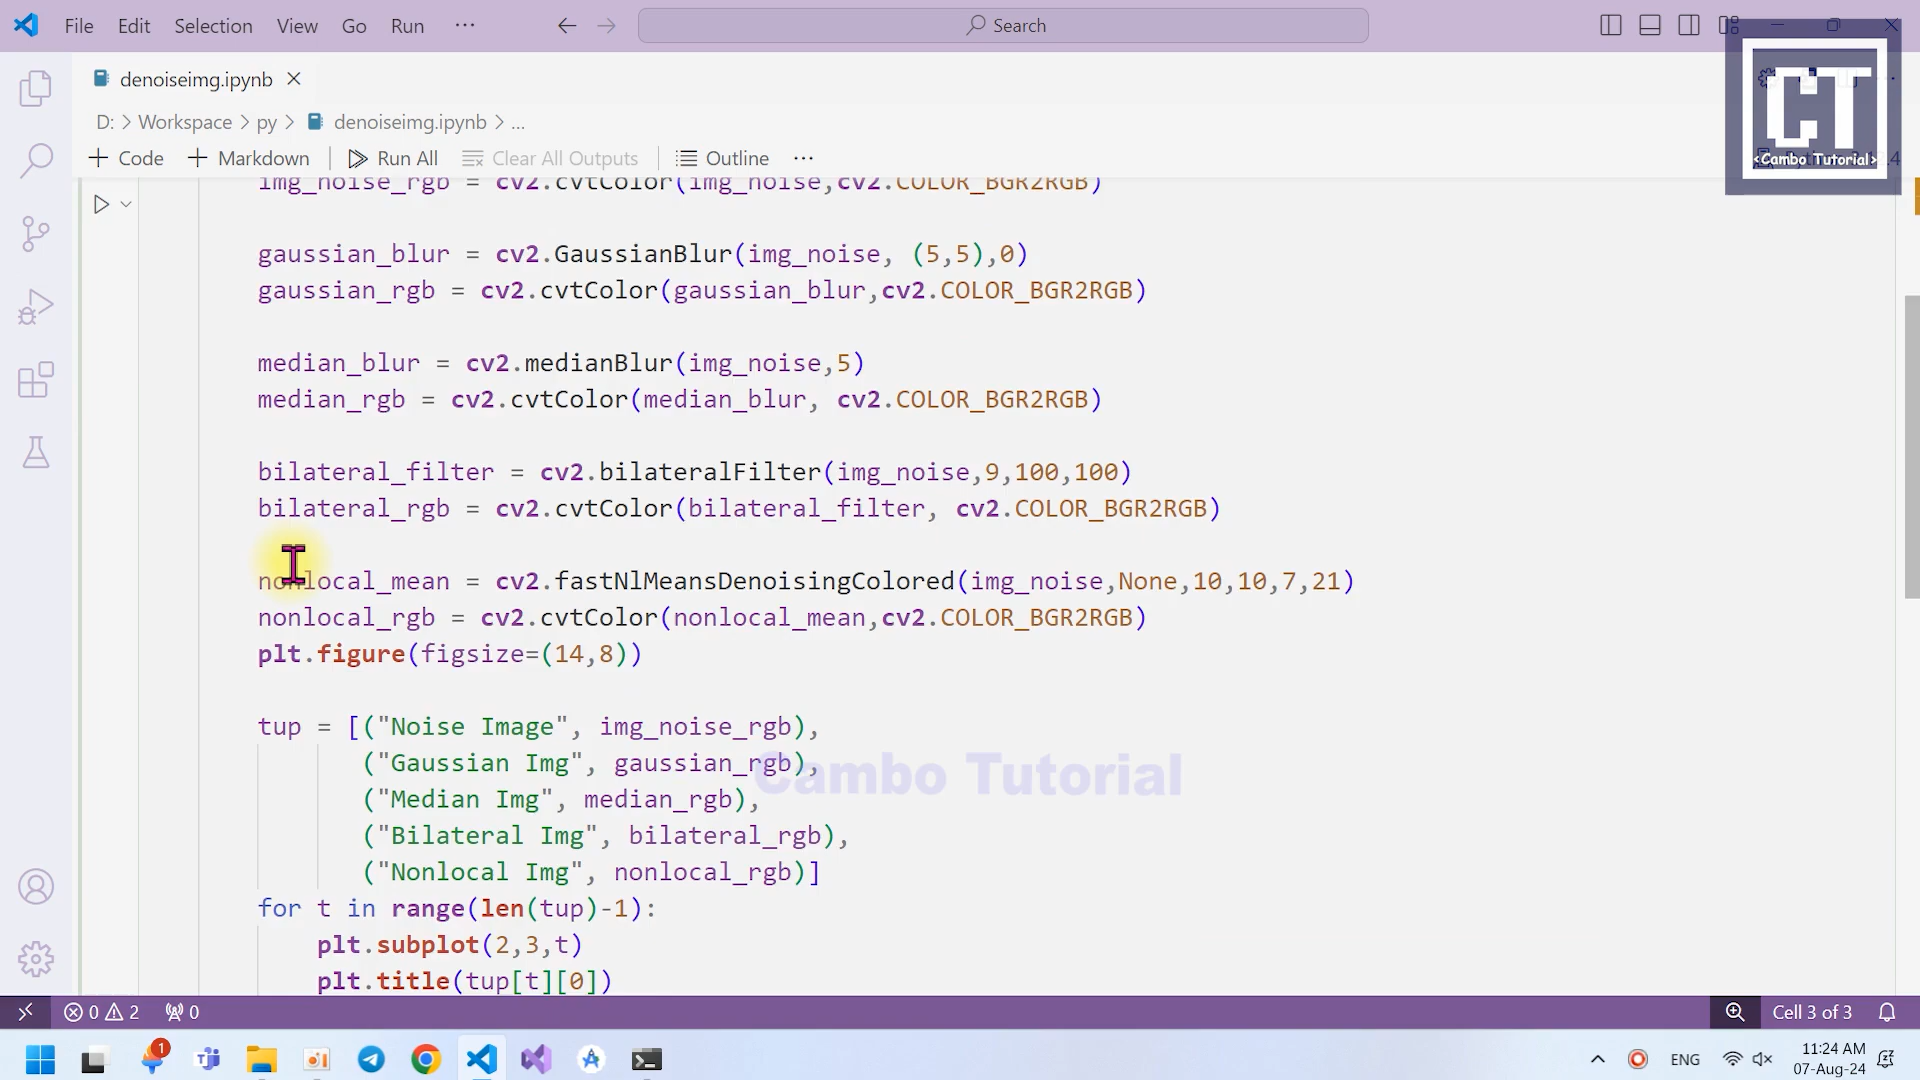 File Edit Selection View Go Run ··· Search
denoiseimg.ipynb
D: > Workspace > py > denoiseimg.ipynb > ...
+ Code + Markdown Run All Clear All Outputs Outline ···
CT
<Cambo Tutorial>
img_noise_rgb = cv2.cvtColor(img_noise,cv2.COLOR_BGR2RGB)
gaussian_blur = cv2.GaussianBlur(img_noise, (5,5),0)
gaussian_rgb = cv2.cvtColor(gaussian_blur,cv2.COLOR_BGR2RGB)
median_blur = cv2.medianBlur(img_noise,5)
median_rgb = cv2.cvtColor(median_blur, cv2.COLOR_BGR2RGB)
bilateral_filter = cv2.bilateralFilter(img_noise,9,100,100)
bilateral_rgb = cv2.cvtColor(bilateral_filter, cv2.COLOR_BGR2RGB)
nonlocal_mean = cv2.fastNlMeansDenoisingColored(img_noise,None,10,10,7,21)
nonlocal_rgb = cv2.cvtColor(nonlocal_mean,cv2.COLOR_BGR2RGB)
plt.figure(figsize=(14,8))
tup = [("Noise Image", img_noise_rgb),
("Gaussian Img", gaussian_rgb),
Cambo Tutorial
("Median Img", median_rgb),
("Bilateral Img", bilateral_rgb),
("Nonlocal Img", nonlocal_rgb)]
for t in range(len(tup)-1):
plt.subplot(2,3,t)
plt.title(tup[t][0])
0 2 0 Cell 3 of 3
1 ENG 11:24 AM
07-Aug-24